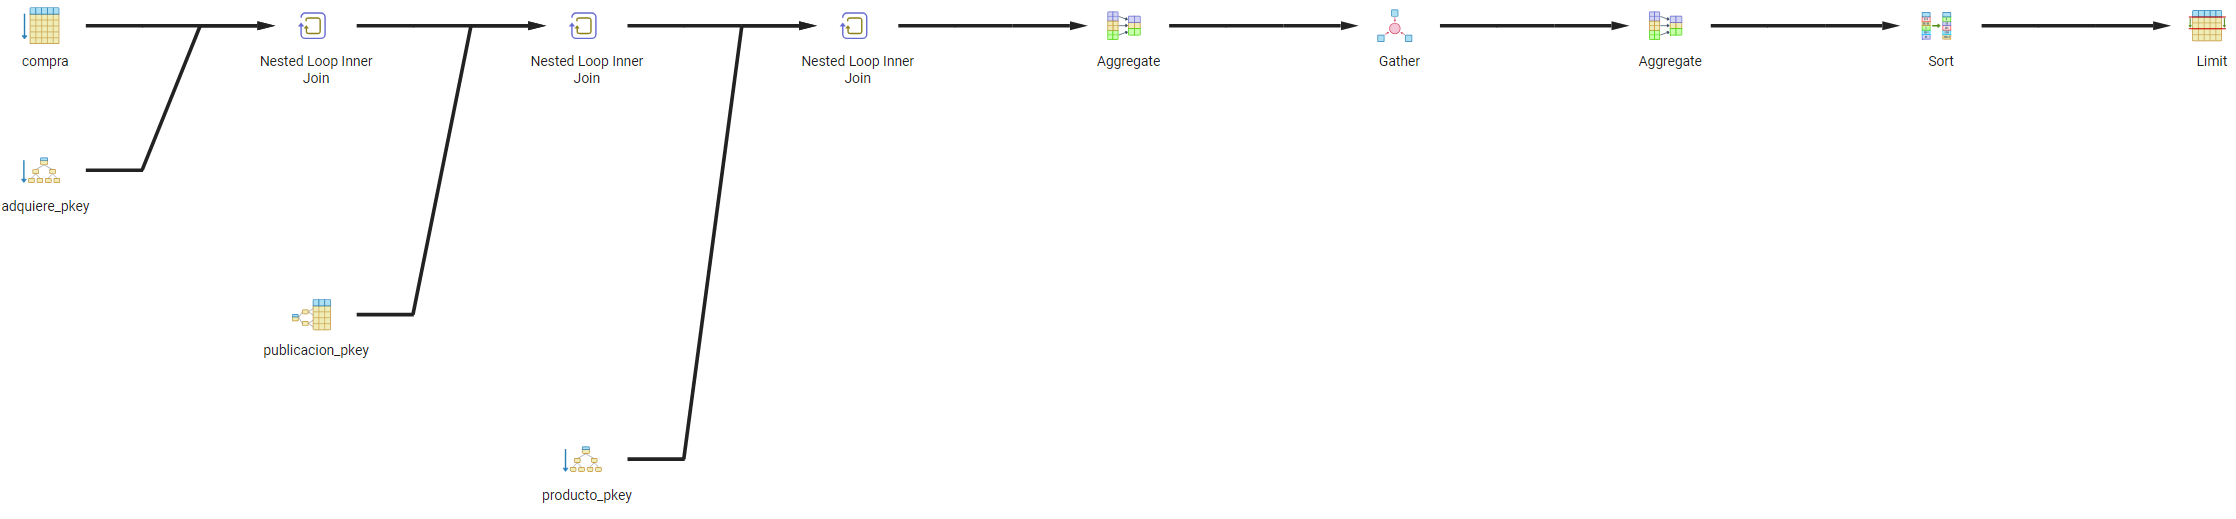 compra
Nested Loop Inner
Join
Nested Loop Inner
Join
Nested Loop Inner
Join
Aggregate
Gather
Aggregate
Sort
Limit
adquiere_pkey
publicacion_pkey
producto_pkey